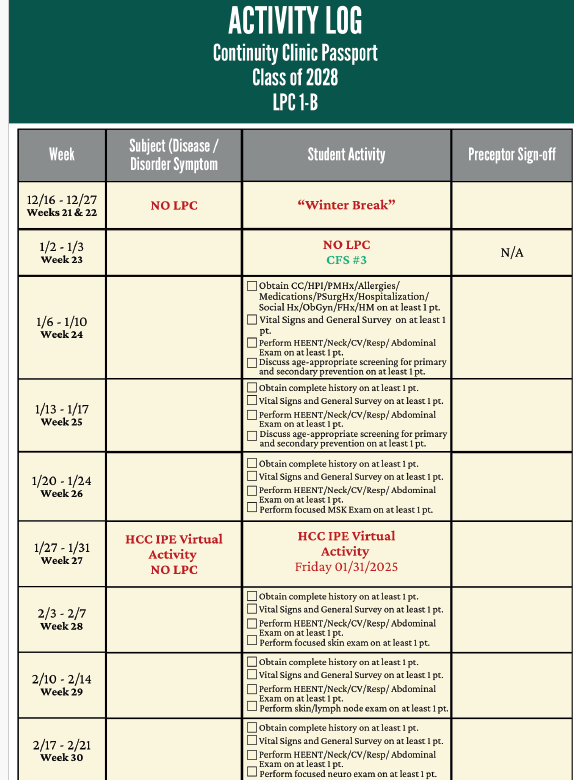 ACTIVITY LOG
Continuity Clinic Passport
Class of 2028
LPC 1-B
Week
Subject (Disease /
Disorder Symptom
Student Activity
Preceptor Sign-off
12/16 - 12/27
Weeks 21 & 22
NO LPC
“Winter Break”
1/2 - 1/3
Week 23
NO LPC
CFS #3
N/A
1/6 - 1/10
Week 24
Obtain CC/HPI/PMHx/Allergies/
Medications/PSurgHx/Hospitalization/
Social Hx/ObGyn/FHx/HM on at least 1 pt.
Vital Signs and General Survey on at least 1
pt.
Perform HEENT/Neck/CV/Resp/ Abdominal
Exam on at least 1 pt.
Discuss age-appropriate screening for primary
and secondary prevention on at least 1 pt.
1/13 - 1/17
Week 25
Obtain complete history on at least 1 pt.
Vital Signs and General Survey on at least 1 pt.
Perform HEENT/Neck/CV/Resp/ Abdominal
Exam on at least 1 pt.
Discuss age-appropriate screening for primary
and secondary prevention on at least 1 pt.
1/20 - 1/24
Week 26
Obtain complete history on at least 1 pt.
Vital Signs and General Survey on at least 1 pt.
Perform HEENT/Neck/CV/Resp/ Abdominal
Exam on at least 1 pt.
Perform focused MSK Exam on at least 1 pt.
1/27 - 1/31
Week 27
HCC IPE Virtual
Activity
NO LPC
HCC IPE Virtual
Activity
Friday 01/31/2025
2/3 - 2/7
Week 28
Obtain complete history on at least 1 pt.
Vital Signs and General Survey on at least 1 pt.
Perform HEENT/Neck/CV/Resp/ Abdominal
Exam on at least 1 pt.
Perform focused skin exam on at least 1 pt.
2/10 - 2/14
Week 29
Obtain complete history on at least 1 pt.
Vital Signs and General Survey on at least 1 pt.
Perform HEENT/Neck/CV/Resp/ Abdominal
Exam on at least 1 pt.
Perform skin/lymph node exam on at least 1 pt.
2/17 - 2/21
Week 30
Obtain complete history on at least 1 pt.
Vital Signs and General Survey on at least 1 pt.
Perform HEENT/Neck/CV/Resp/ Abdominal
Exam on at least 1 pt.
Perform focused neuro exam on at least 1 pt.